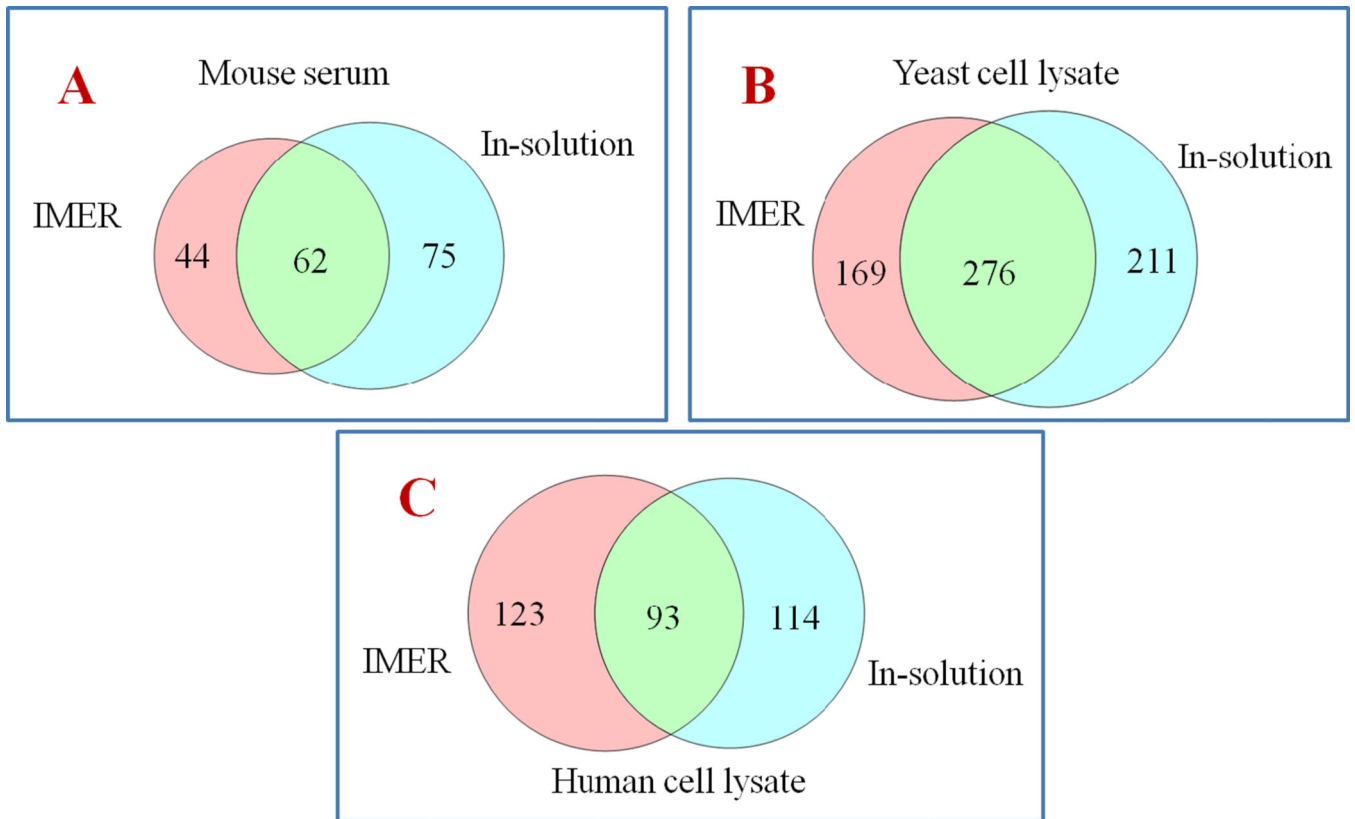 A
Mouse serum
IMER
In-solution
44
62
75
B
Yeast cell lysate
IMER
In-solution
169
276
211
C
123
93
114
IMER
In-solution
Human cell lysate